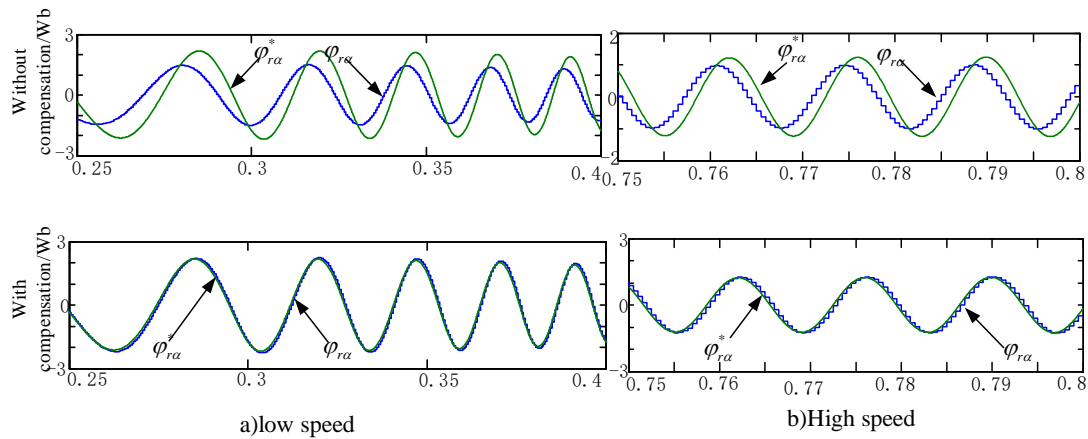 Without
compensation/Wb
3
0
−3
φ*rα
φrα
0.25
0.3
0.35
0.4
2
0
−2
φ*rα
φrα
0.75
0.76
0.77
0.78
0.79
0.8
With
compensation/Wb
3
0
−3
φ*rα
φrα
0.25
0.3
0.35
0.4
3
0
−3
φ*rα
φrα
0.75
0.76
0.77
0.78
0.79
0.8
a)low speed
b)High speed